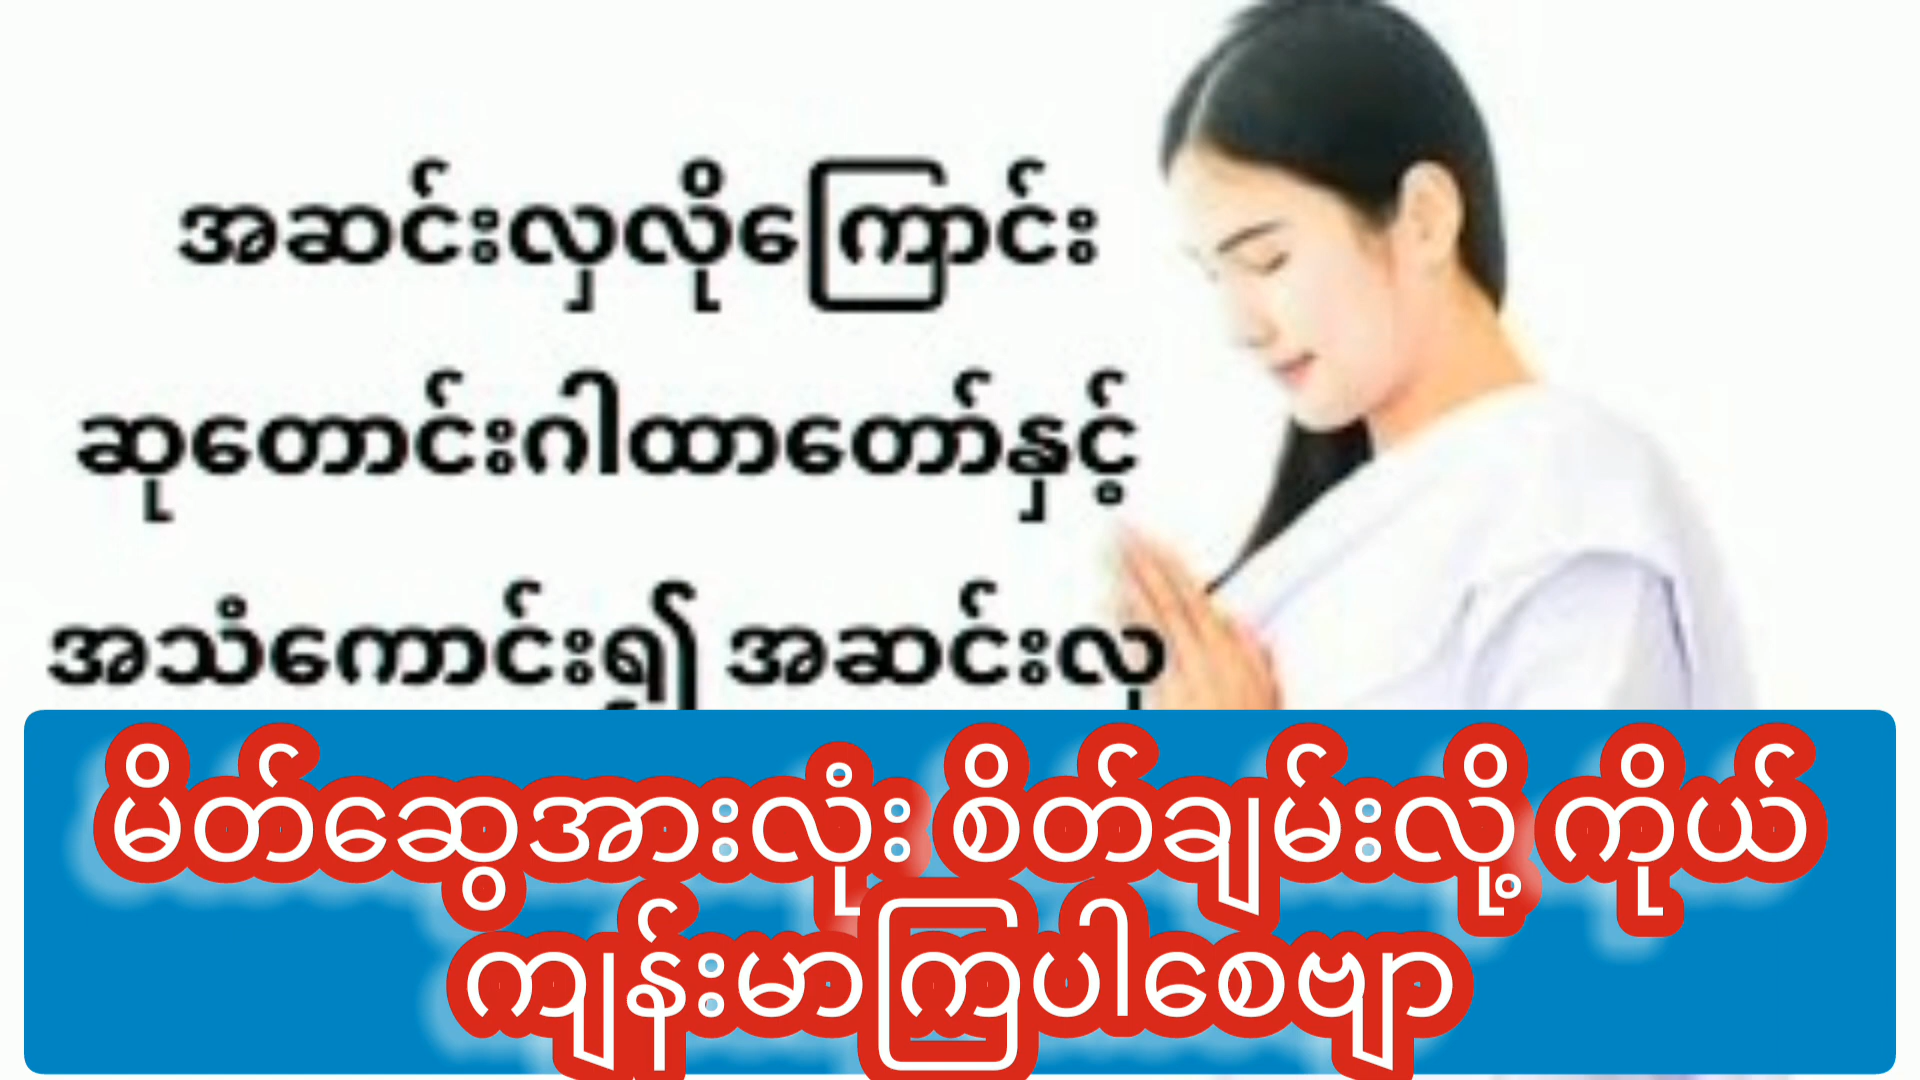 အဆင်းလှလိုကြောင်း
ဆုတောင်းဂါထာတော်နှင့်
အသံကောင်း၍ အဆင်းလှ
မိတ်ဆွေအားလုံး စိတ်ချမ်းလို့ ကိုယ်
ကျန်းမာကြပါစေဗျာ